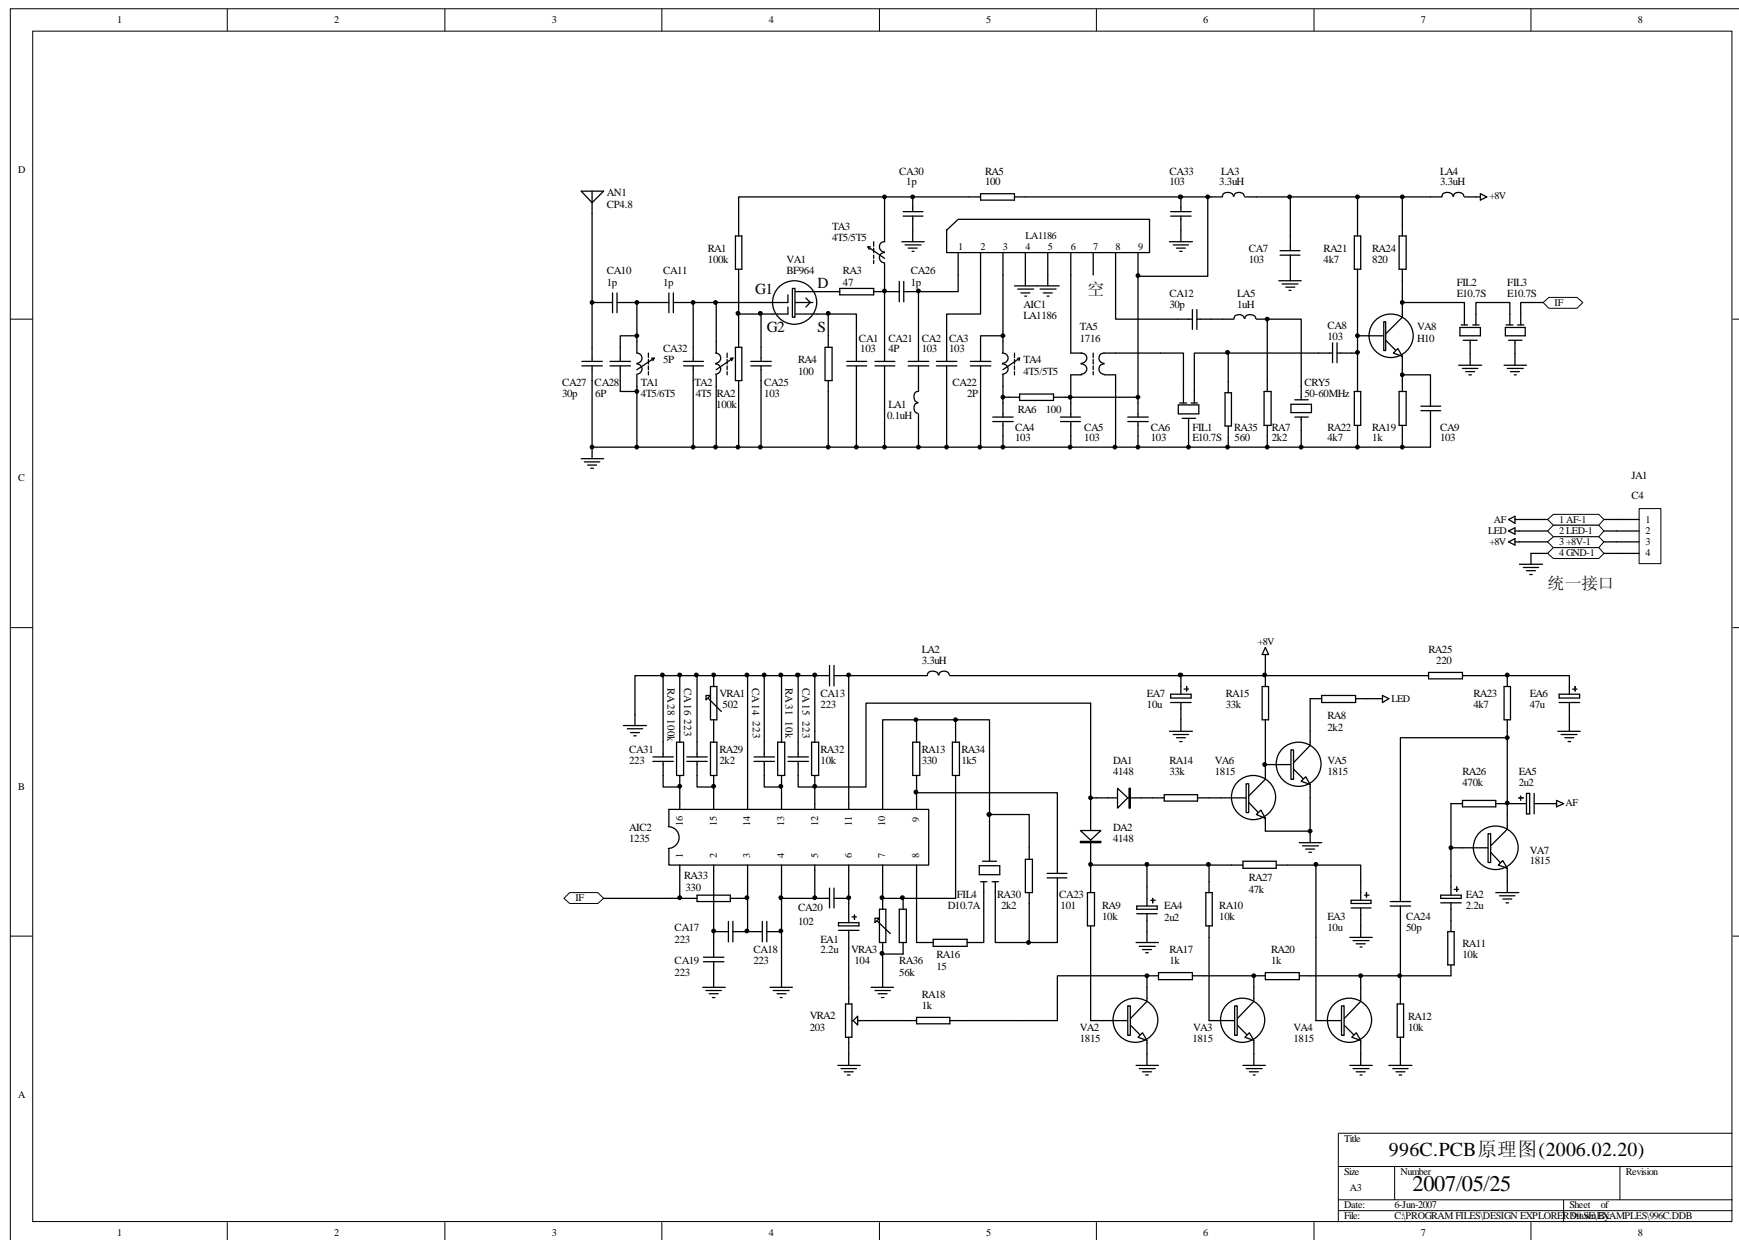 1 2 3 4 5 6 7 8
D
C
B
A
AN1
CP4.8
CA10
1p
CA11
1p
RA1
100k
VA1
BF964
G1
G2
D
S
RA3
47
TA3
4T5/5T5
CA30
1p
CA26
1p
RA5
100
LA1186
1 2 3 4 5 6 7 8 9
AIC1
LA1186
空
CA33
103
LA3
3.3uH
LA4
3.3uH
+8V
CA7
103
RA21
4k7
RA24
820
FIL2
E10.7S
FIL3
E10.7S
IF
CA12
30p
LA5
1uH
CA8
103
VA8
H10
CA27
30p
CA28
6P
TA1
4T5/6T5
CA32
5P
TA2
4T5
RA2
100k
CA25
103
RA4
100
CA1
103
CA21
4P
CA2
103
CA3
103
LA1
0.1uH
CA22
2P
TA4
4T5/5T5
TA5
1716
RA6 100
CA4
103
CA5
103
CA6
103
FIL1
E10.7S
RA35
560
RA7
2k2
CRY5
50-60MHz
RA22
4k7
RA19
1k
CA9
103
JA1
C4
AF 1 AF-1 1
LED 2 LED-1 2
+8V 3 +8V-1 3
4 GND-1 4
统一接口
LA2
3.3uH
+8V
RA25
220
CA31
223
RA28 100k
CA16 223
VRA1
502
RA29
2k2
CA14 223
RA31 10k
CA15 223
RA32
10k
CA13
223
RA13
330
RA34
1k5
EA7
10u
RA15
33k
RA8
2k2
LED
RA23
4k7
EA6
47u
DA1
4148
RA14
33k
VA6
1815
VA5
1815
RA26
470k
EA5
2u2
AF
AIC2
1235
16 15 14 13 12 11 10 9
1 2 3 4 5 6 7 8
DA2
4148
VA7
1815
IF
RA33
330
CA17
223
CA18
223
CA19
223
CA20
102
EA1
2.2u
VRA3
104
RA36
56k
RA16
15
FIL4
D10.7A
RA30
2k2
CA23
101
RA9
10k
EA4
2u2
RA10
10k
RA27
47k
EA3
10u
CA24
50p
EA2
2.2u
RA11
10k
VRA2
203
RA18
1k
RA17
1k
RA20
1k
VA2
1815
VA3
1815
VA4
1815
RA12
10k
Title
996C.PCB原理图(2006.02.20)
Size
A3
Number
2007/05/25
Revision
Date: 6-Jun-2007 Sheet of
File: C:\PROGRAM FILES\DESIGN EXPLORER AMPLES\996C.DDB
1 2 3 4 5 6 7 8